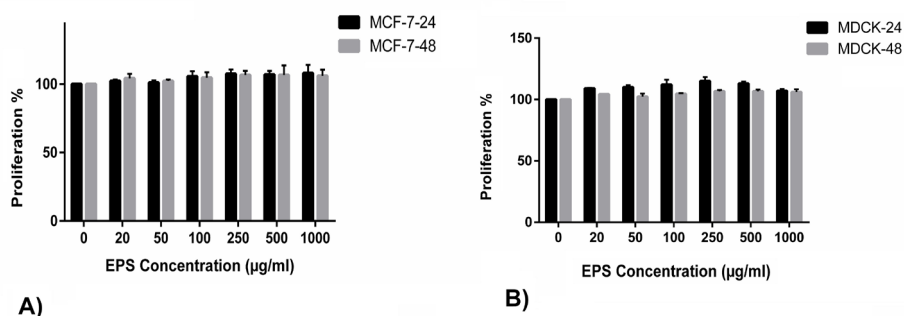 MCF-7-24
MCF-7-48
Proliferation %
100
50
0
0 20 50 100 250 500 1000
EPS Concentration (µg/ml)
A)
MDCK-24
MDCK-48
Proliferation %
150
100
50
0
0 20 50 100 250 500 1000
EPS Concentration (µg/ml)
B)